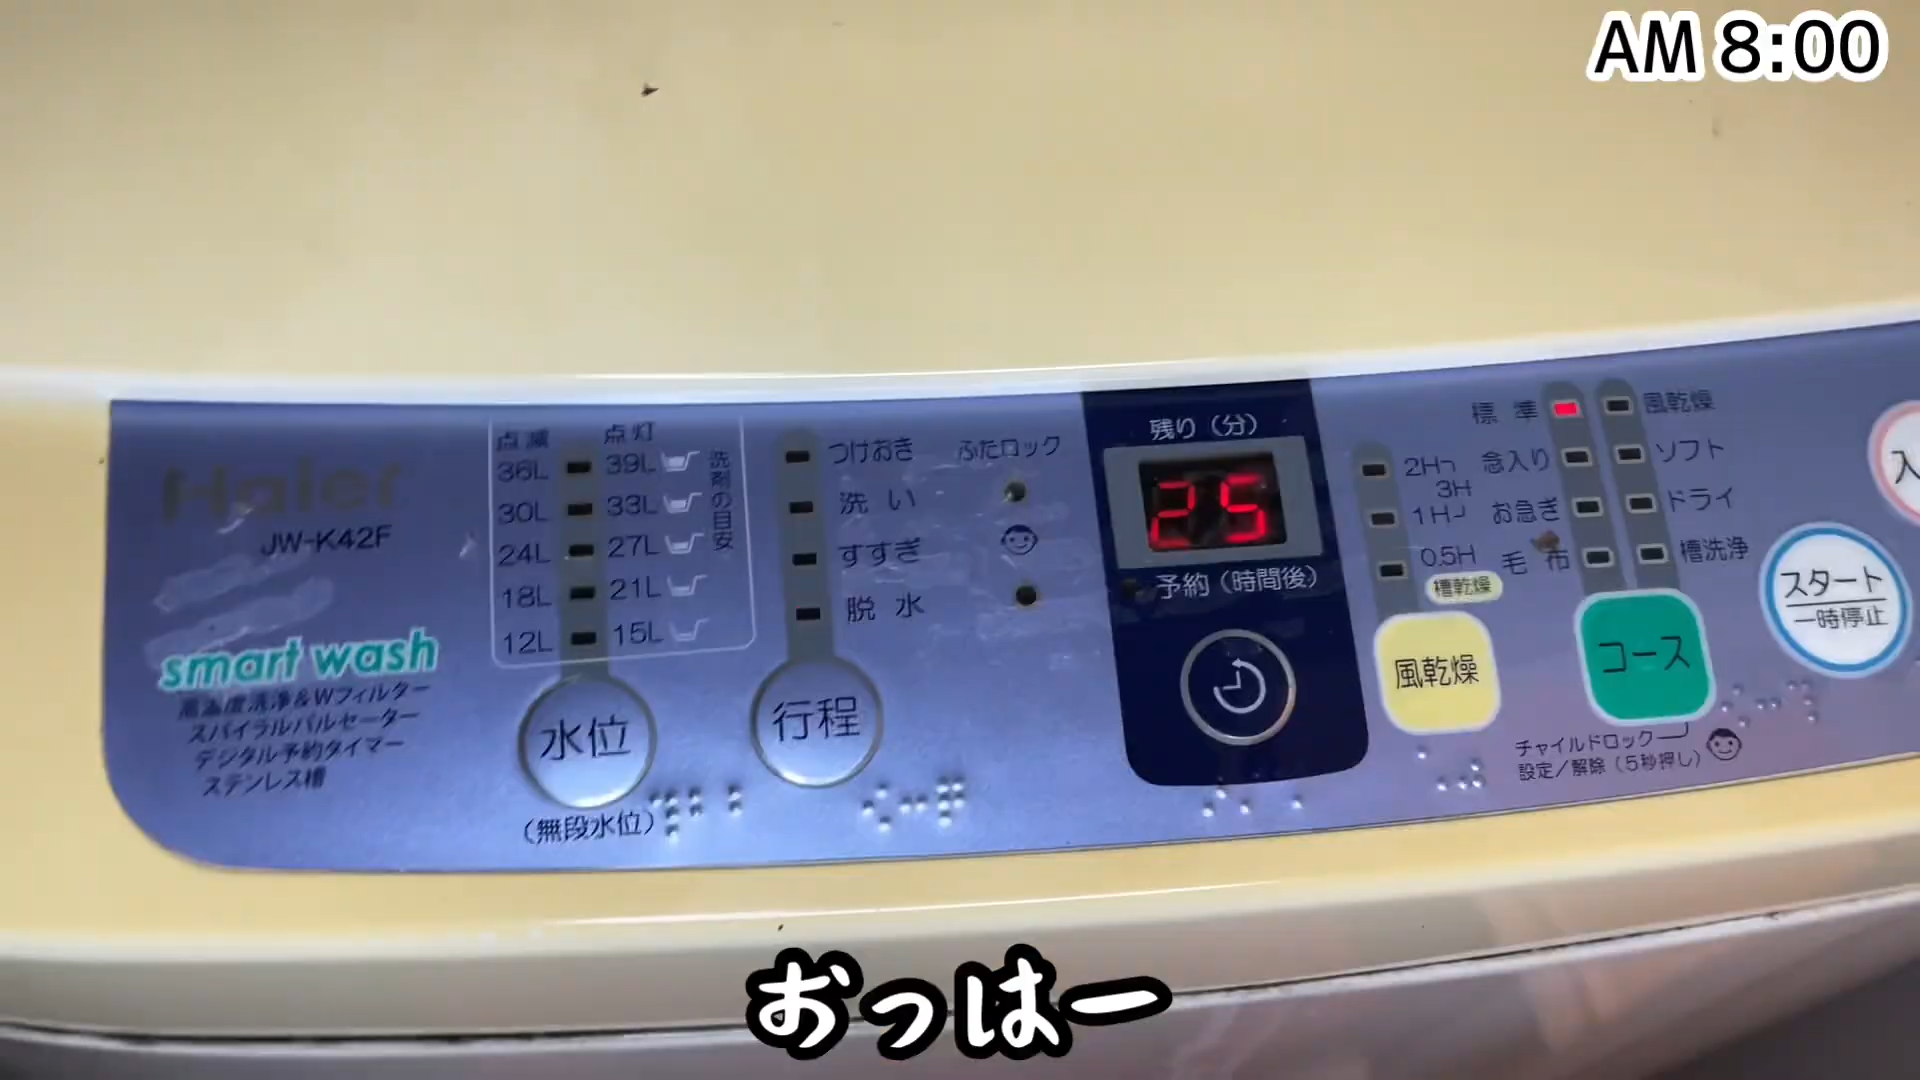 AM 8:00
Haier
JW-K42F
smart wash
高濃度洗浄&Wフィルター
スパイラルパルセーター
デジタル予約タイマー
ステンレス槽
点滅 点灯
36L 39L
30L 33L
24L 27L
18L 21L
12L 15L
洗剤の目安
水位
(無段水位)
つけおき
洗い
すすぎ
脱水
行程
ふたロック
残り(分)
25
予約(時間後)
2H
3H
1H
0.5H
槽乾燥
風乾燥
標準 風乾燥
念入り ソフト
お急ぎ ドライ
毛布 槽洗浄
コース
チャイルドロック
設定/解除(5秒押し)
スタート
一時停止
入
おっはー